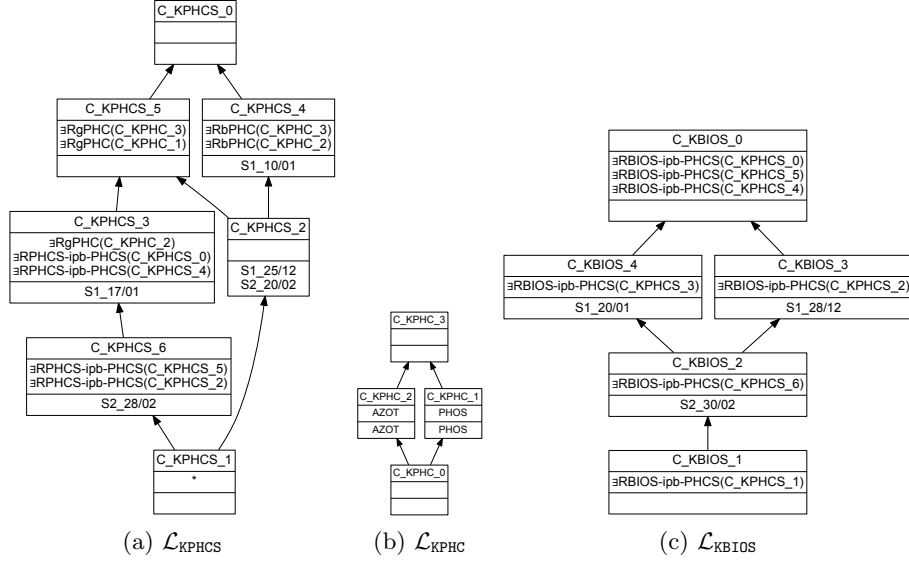 C_KPHCS_0
C_KPHCS_5
∃RgPHC(C_KPHC_3)
∃RgPHC(C_KPHC_1)
C_KPHCS_4
∃RbPHC(C_KPHC_3)
∃RbPHC(C_KPHC_2)
S1_10/01
C_KPHCS_3
∃RgPHC(C_KPHC_2)
∃RPHCS-ipb-PHCS(C_KPHCS_0)
∃RPHCS-ipb-PHCS(C_KPHCS_4)
S1_17/01
C_KPHCS_2
S1_25/12
S2_20/02
C_KPHCS_6
∃RPHCS-ipb-PHCS(C_KPHCS_5)
∃RPHCS-ipb-PHCS(C_KPHCS_2)
S2_28/02
C_KPHCS_1
*
(a) ℒKPHCS
C_KPHC_3
C_KPHC_2
AZOT
AZOT
C_KPHC_1
PHOS
PHOS
C_KPHC_0
(b) ℒKPHC
C_KBIOS_0
∃RBIOS-ipb-PHCS(C_KPHCS_0)
∃RBIOS-ipb-PHCS(C_KPHCS_5)
∃RBIOS-ipb-PHCS(C_KPHCS_4)
C_KBIOS_4
∃RBIOS-ipb-PHCS(C_KPHCS_3)
S1_20/01
C_KBIOS_3
∃RBIOS-ipb-PHCS(C_KPHCS_2)
S1_28/12
C_KBIOS_2
∃RBIOS-ipb-PHCS(C_KPHCS_6)
S2_30/02
C_KBIOS_1
∃RBIOS-ipb-PHCS(C_KPHCS_1)
(c) ℒKBIOS